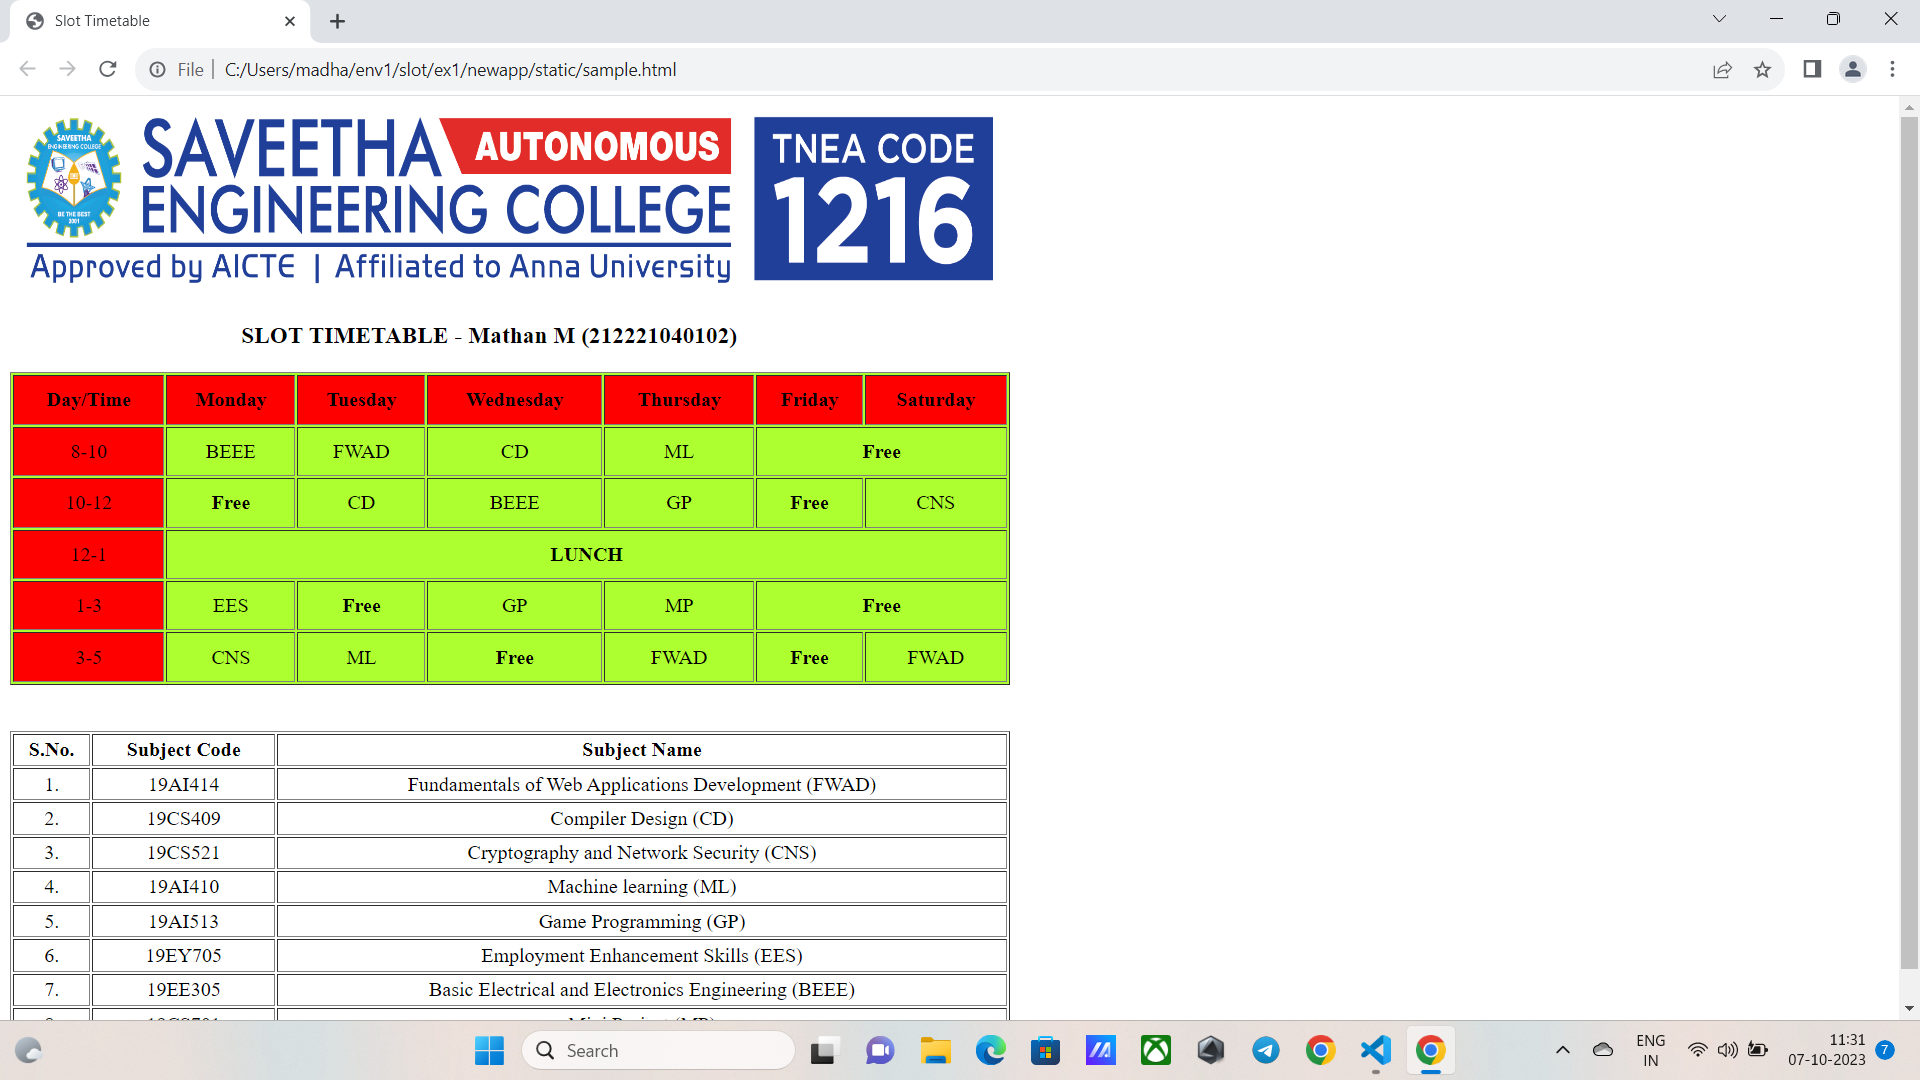 Slot Timetable
File C:/Users/madha/env1/slot/ex1/newapp/static/sample.html
SAVEETHA
ENGINEERING COLLEGE
BE THE BEST
2001
SAVEETHA AUTONOMOUS
ENGINEERING COLLEGE
Approved by AICTE | Affiliated to Anna University
TNEA CODE
1216
SLOT TIMETABLE - Mathan M (212221040102)
Day/Time Monday Tuesday Wednesday Thursday Friday Saturday
8-10 BEEE FWAD CD ML Free
10-12 Free CD BEEE GP Free CNS
12-1 LUNCH
1-3 EES Free GP MP Free
3-5 CNS ML Free FWAD Free FWAD
S.No. Subject Code Subject Name
1. 19AI414 Fundamentals of Web Applications Development (FWAD)
2. 19CS409 Compiler Design (CD)
3. 19CS521 Cryptography and Network Security (CNS)
4. 19AI410 Machine learning (ML)
5. 19AI513 Game Programming (GP)
6. 19EY705 Employment Enhancement Skills (EES)
7. 19EE305 Basic Electrical and Electronics Engineering (BEEE)
Search
ENG
IN
11:31
07-10-2023
7